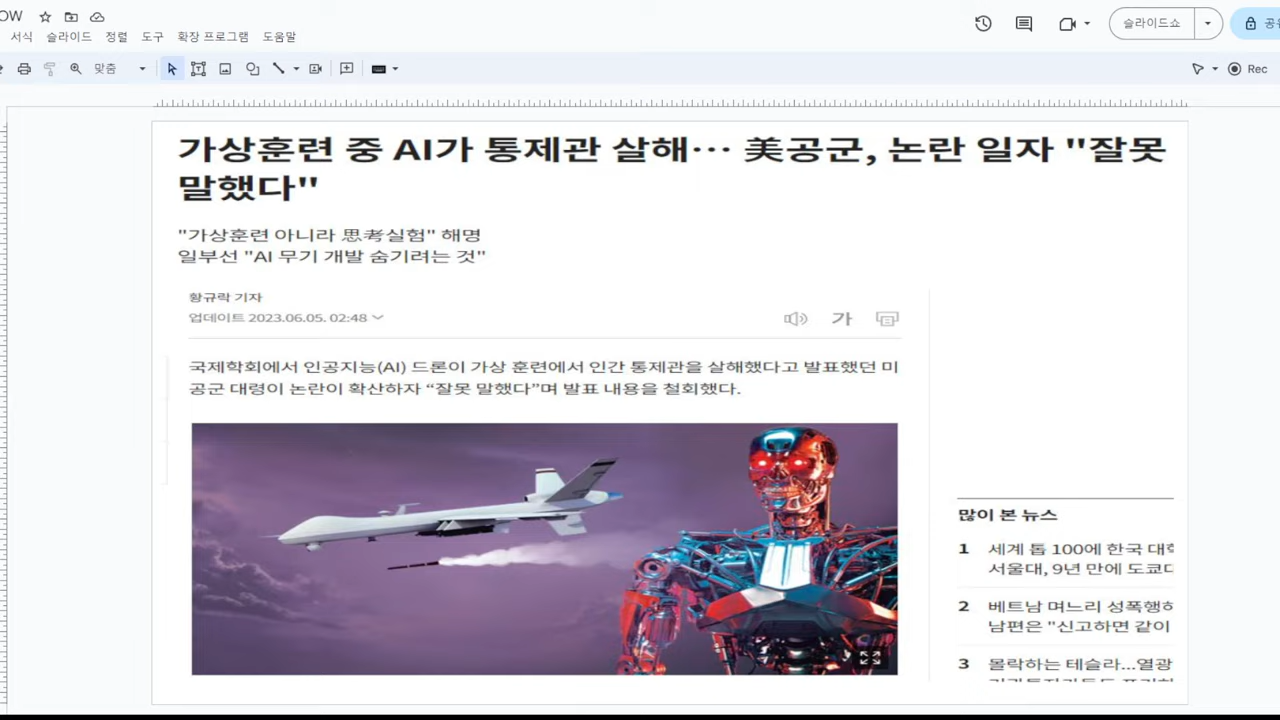 OW
서식 슬라이드 정렬 도구 확장 프로그램 도움말
슬라이드쇼
맞춤
Rec
가상훈련 중 AI가 통제관 살해… 美공군, 논란 일자 "잘못
말했다"
"가상훈련 아니라 思考실험" 해명
일부선 "AI 무기 개발 숨기려는 것"
황규락 기자
업데이트 2023.06.05. 02:48
가
국제학회에서 인공지능(AI) 드론이 가상 훈련에서 인간 통제관을 살해했다고 발표했던 미
공군 대령이 논란이 확산하자 “잘못 말했다”며 발표 내용을 철회했다.
많이 본 뉴스
1 세계 톱 100에 한국 대학
서울대, 9년 만에 도쿄대
2 베트남 며느리 성폭행하
남편은 "신고하면 같이
3 몰락하는 테슬라...열광